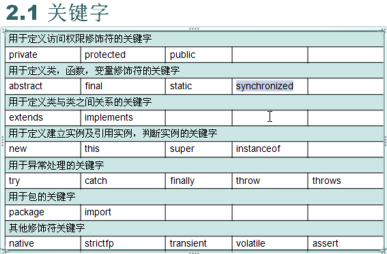 2.1 关键字
用于定义访问权限修饰符的关键字
private protected public
用于定义类，函数，变量修饰符的关键字
abstract final static synchronized
用于定义类与类之间关系的关键字
extends implements
用于定义建立实例及引用实例，判断实例的关键字
new this super instanceof
用于异常处理的关键字
try catch finally throw throws
用于包的关键字
package import
其他修饰符关键字
native strictfp transient volatile assert